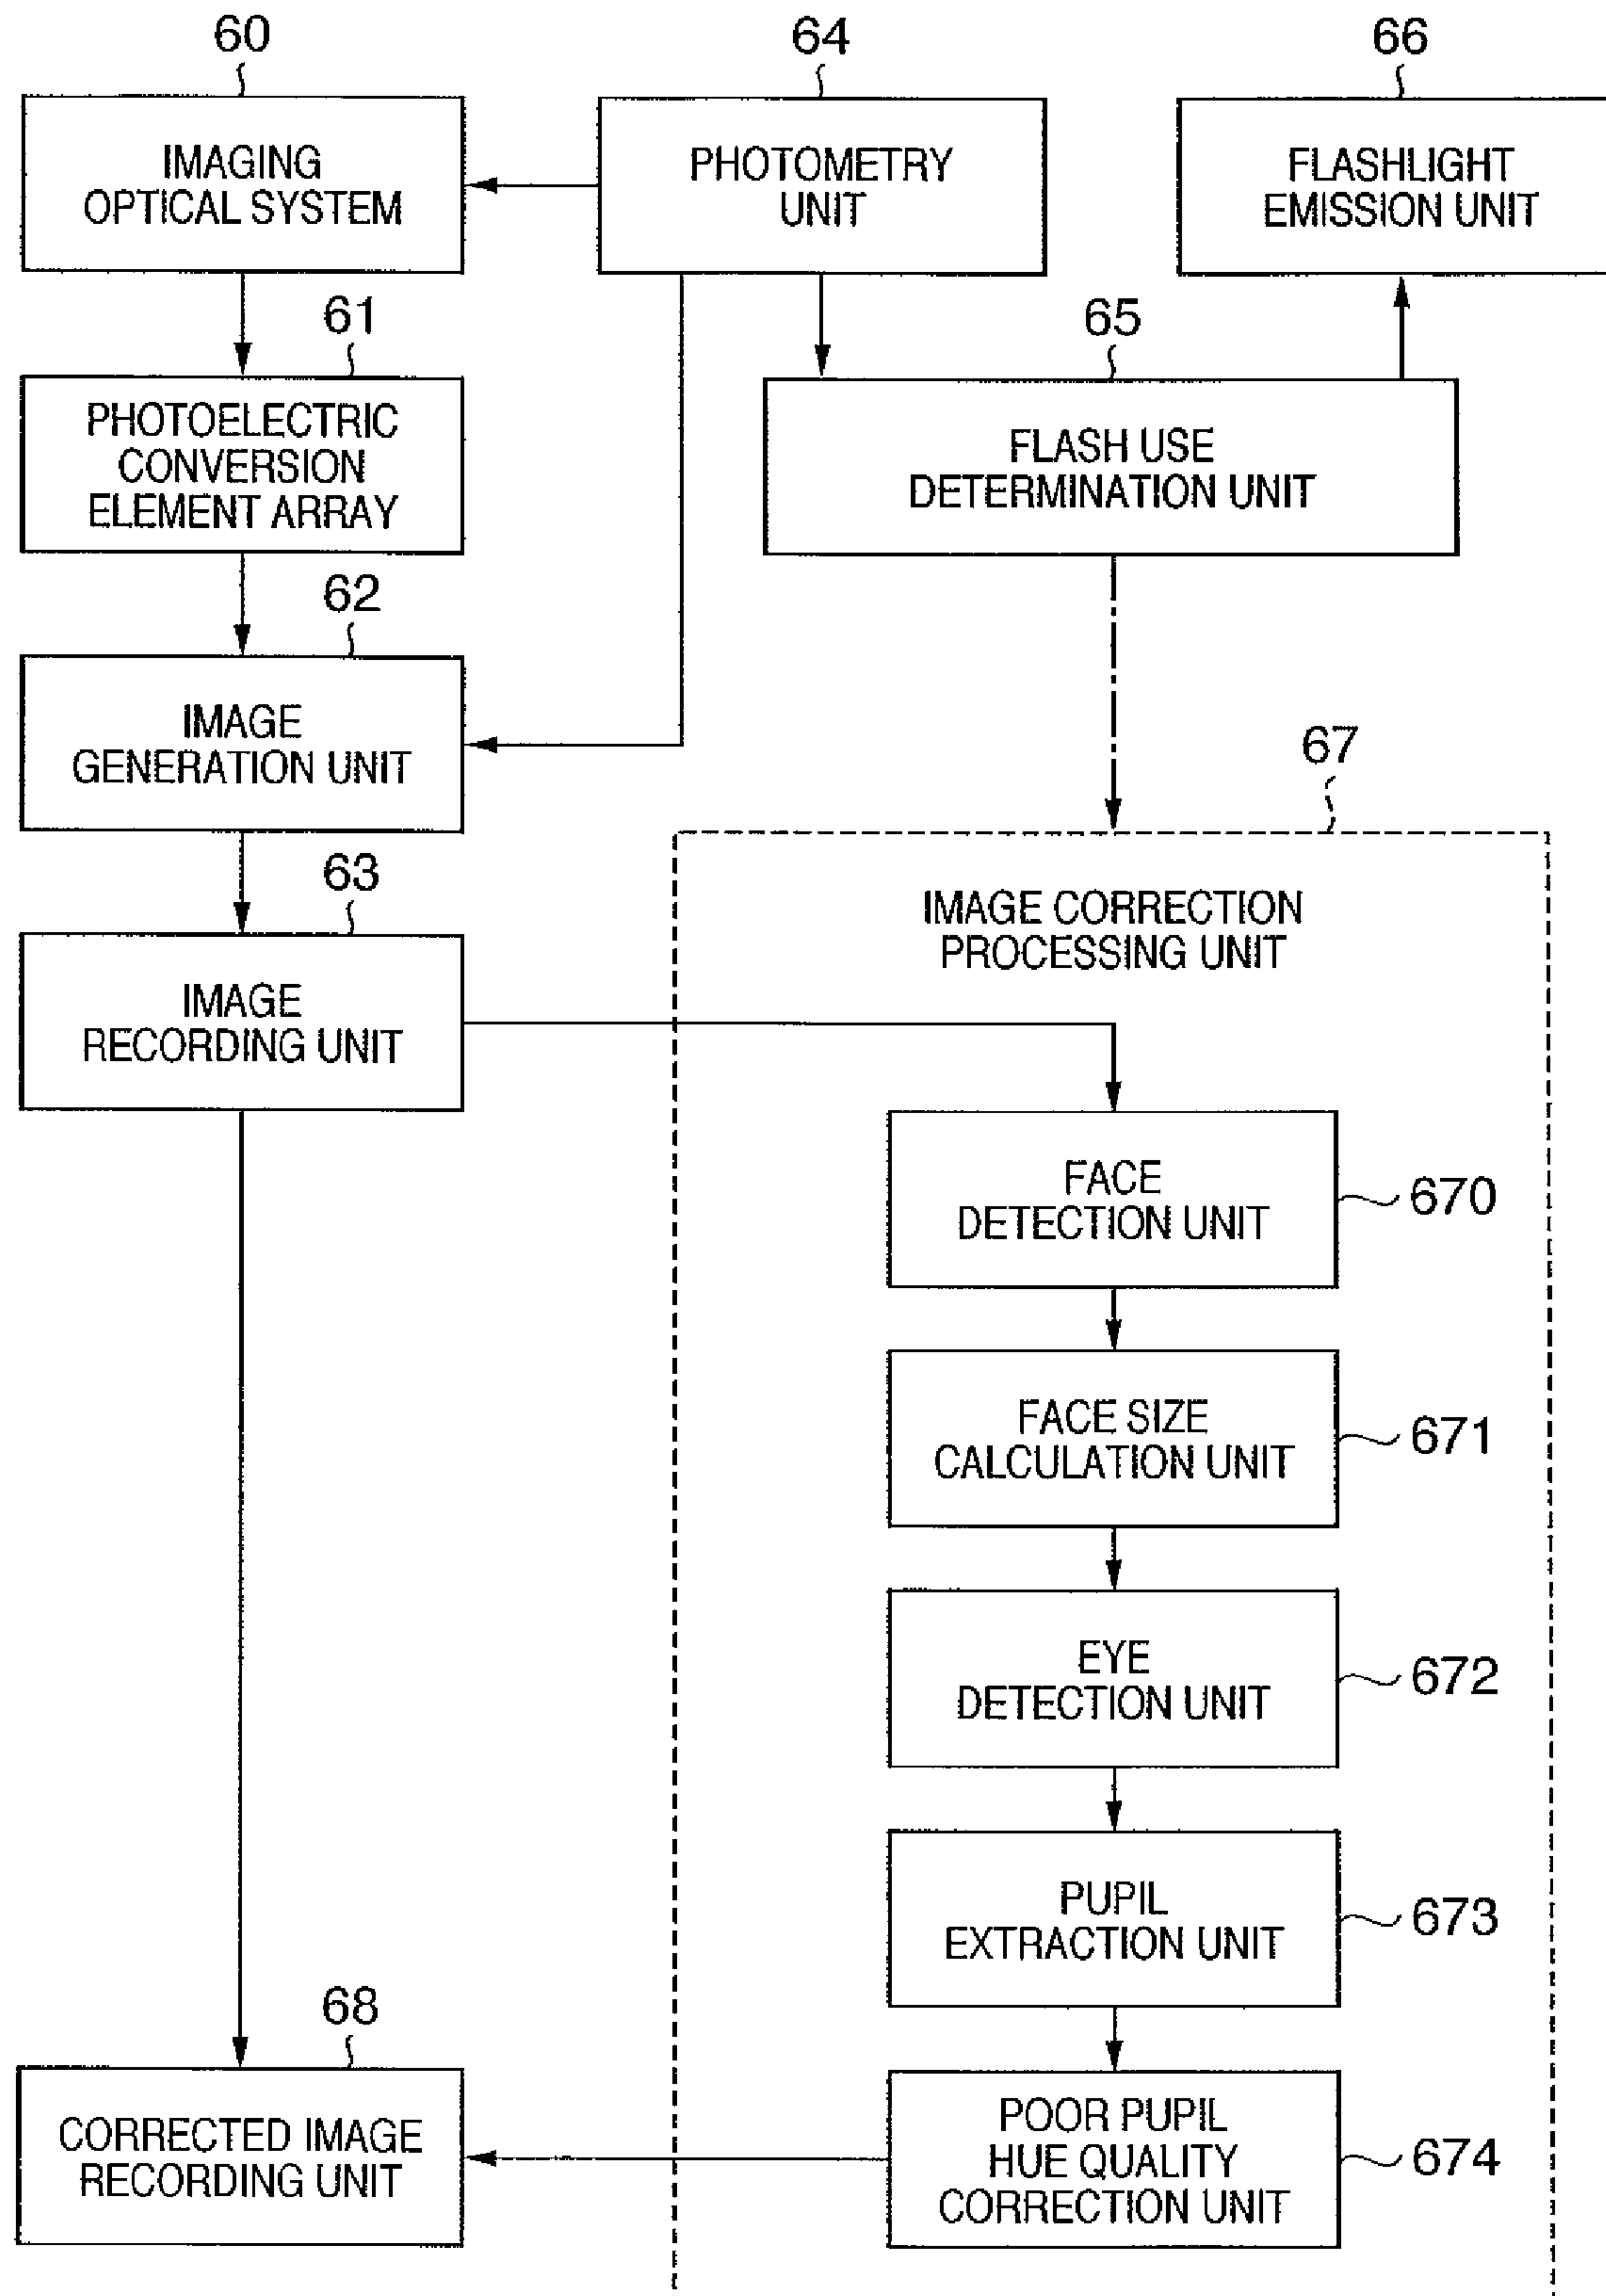 60
IMAGING
OPTICAL SYSTEM
64
PHOTOMETRY
UNIT
66
FLASHLIGHT
EMISSION UNIT
61
PHOTOELECTRIC
CONVERSION
ELEMENT ARRAY
65
FLASH USE
DETERMINATION UNIT
62
IMAGE
GENERATION UNIT
67
IMAGE CORRECTION
PROCESSING UNIT
63
IMAGE
RECORDING UNIT
FACE
DETECTION UNIT
670
FACE SIZE
CALCULATION UNIT
671
EYE
DETECTION UNIT
672
PUPIL
EXTRACTION UNIT
673
68
CORRECTED IMAGE
RECORDING UNIT
POOR PUPIL
HUE QUALITY
CORRECTION UNIT
674